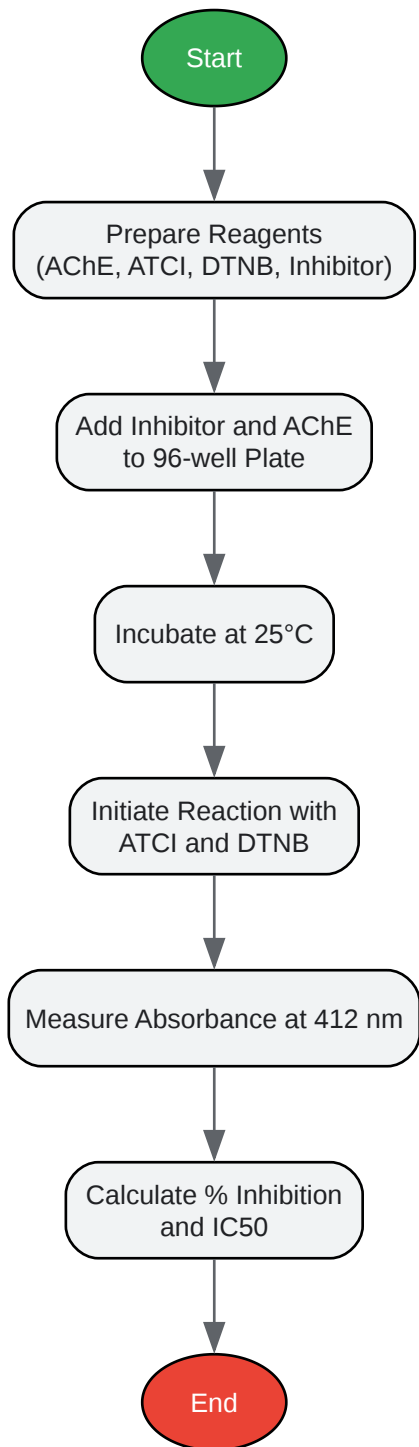 Start
Prepare Reagents
(AChE, ATCI, DTNB, Inhibitor)
Add Inhibitor and AChE
to 96-well Plate
Incubate at 25°C
Initiate Reaction with
ATCI and DTNB
Measure Absorbance at 412 nm
Calculate % Inhibition
and IC50
End